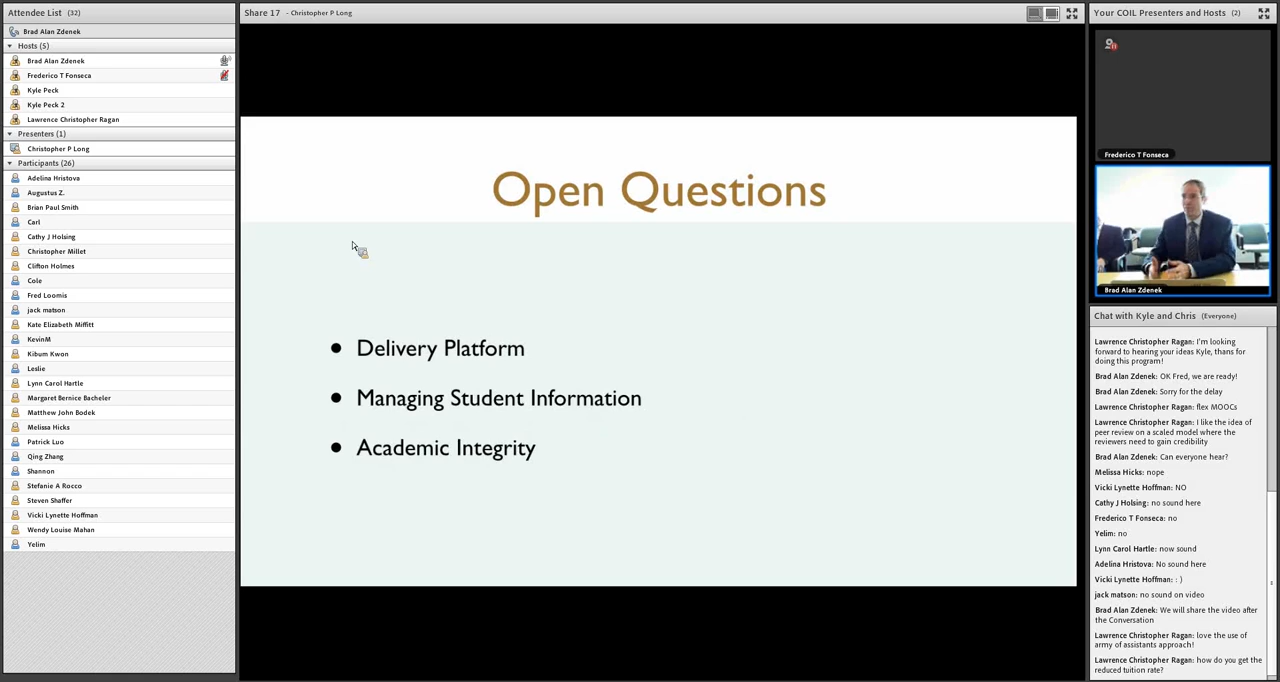 Attendee List (32)
Brad Alan Zdenek
Hosts (5)
Brad Alan Zdenek
Frederico T Fonseca
Kyle Peck
Kyle Peck 2
Lawrence Christopher Ragan
Presenters (1)
Christopher P Long
Participants (26)
Adelina Hristova
Augustus Z.
Brian Paul Smith
Carl
Cathy J Holsing
Christopher Millet
Clifton Holmes
Cole
Fred Loomis
jack matson
Kate Elizabeth Miffitt
KevinM
Kibum Kwon
Leslie
Lynn Carol Hartle
Margaret Bernice Bacheler
Matthew John Bodek
Melissa Hicks
Patrick Luo
Qing Zhang
Shannon
Stefanie A Rocco
Steven Shaffer
Vicki Lynette Hoffman
Wendy Louise Mahan
Yelim
Share 17 - Christopher P Long
Open Questions
• Delivery Platform
• Managing Student Information
• Academic Integrity
Your COIL Presenters and Hosts (2)
Frederico T Fonseca
Brad Alan Zdenek
Chat with Kyle and Chris (Everyone)
Lawrence Christopher Ragan: I'm looking
forward to hearing your ideas Kyle, thans for
doing this program!
Brad Alan Zdenek: OK Fred, we are ready!
Brad Alan Zdenek: Sorry for the delay
Lawrence Christopher Ragan: flex MOOCs
Lawrence Christopher Ragan: I like the idea of
peer review on a scaled model where the
reviewers need to gain credibility
Brad Alan Zdenek: Can everyone hear?
Melissa Hicks: nope
Vicki Lynette Hoffman: NO
Cathy J Holsing: no sound here
Frederico T Fonseca: no
Yelim: no
Lynn Carol Hartle: now sound
Adelina Hristova: No sound here
Vicki Lynette Hoffman: : )
jack matson: no sound on video
Brad Alan Zdenek: We will share the video after
the Conversation
Lawrence Christopher Ragan: love the use of
army of assistants approach!
Lawrence Christopher Ragan: how do you get the
reduced tuition rate?